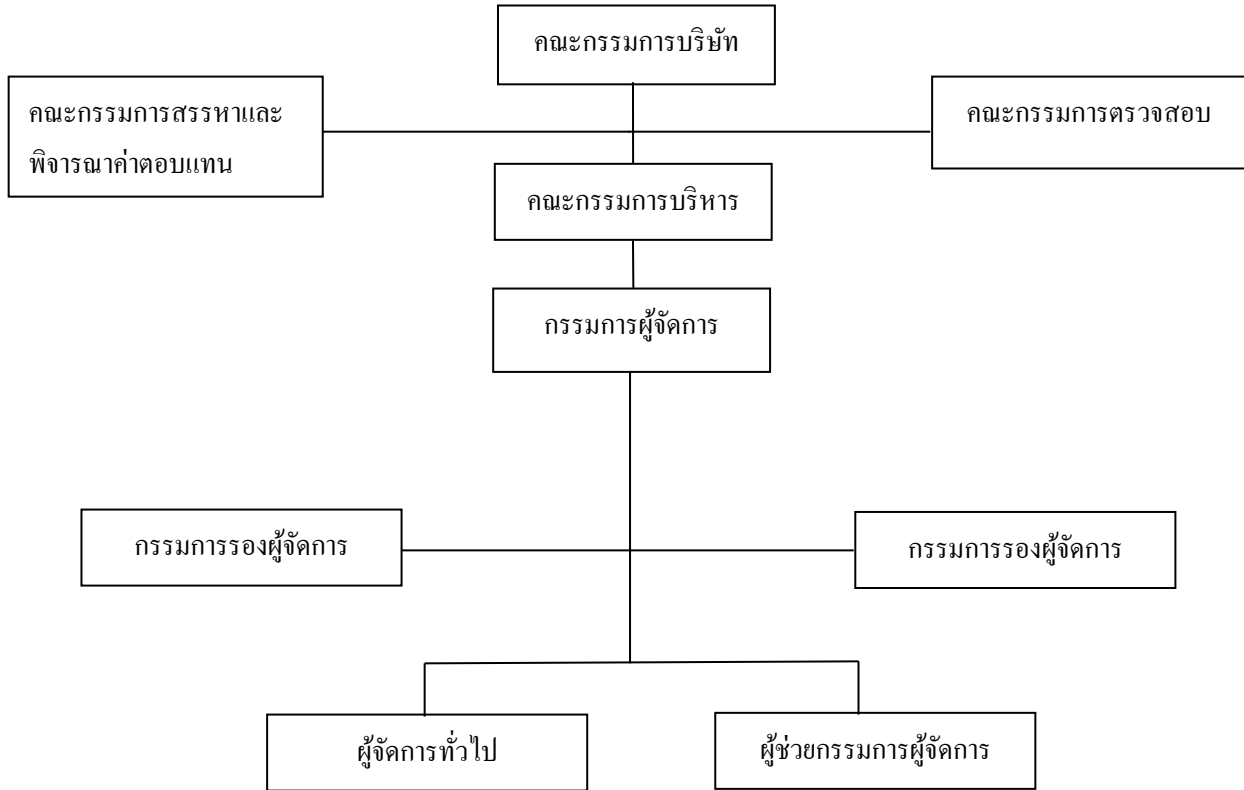 คณะกรรมการบริษัท
คณะกรรมการสรรหาและ
พิจารณาค่าตอบแทน
คณะกรรมการตรวจสอบ
คณะกรรมการบริหาร
กรรมการผู้จัดการ
กรรมการรองผู้จัดการ
กรรมการรองผู้จัดการ
ผู้จัดการทั่วไป
ผู้ช่วยกรรมการผู้จัดการ